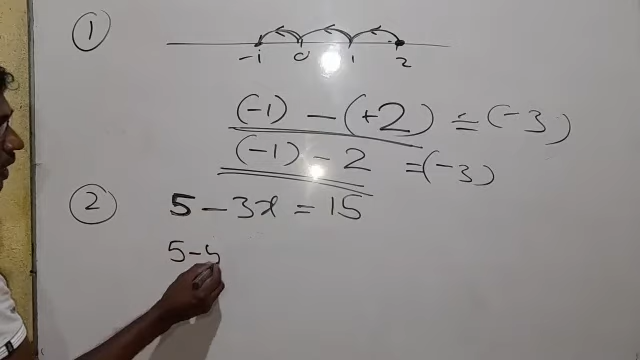 ①
-1 0 1 2
(-1) - (+2) = (-3)
(-1) - 2 = (-3)
② 5 - 3x = 15
5 - 5